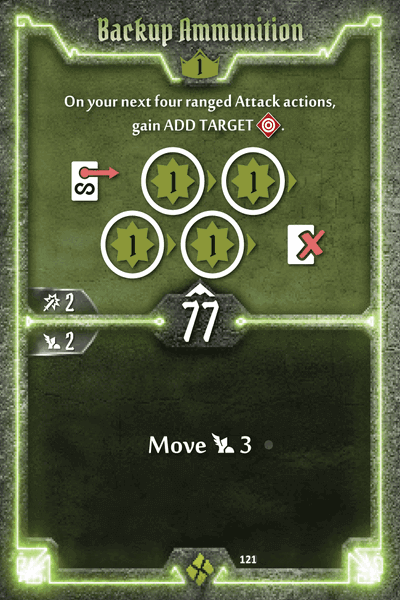 Backup Ammunition
1
On your next four ranged Attack actions,
gain ADD TARGET.
1 1
1 1
2
77
2
Move 3
121